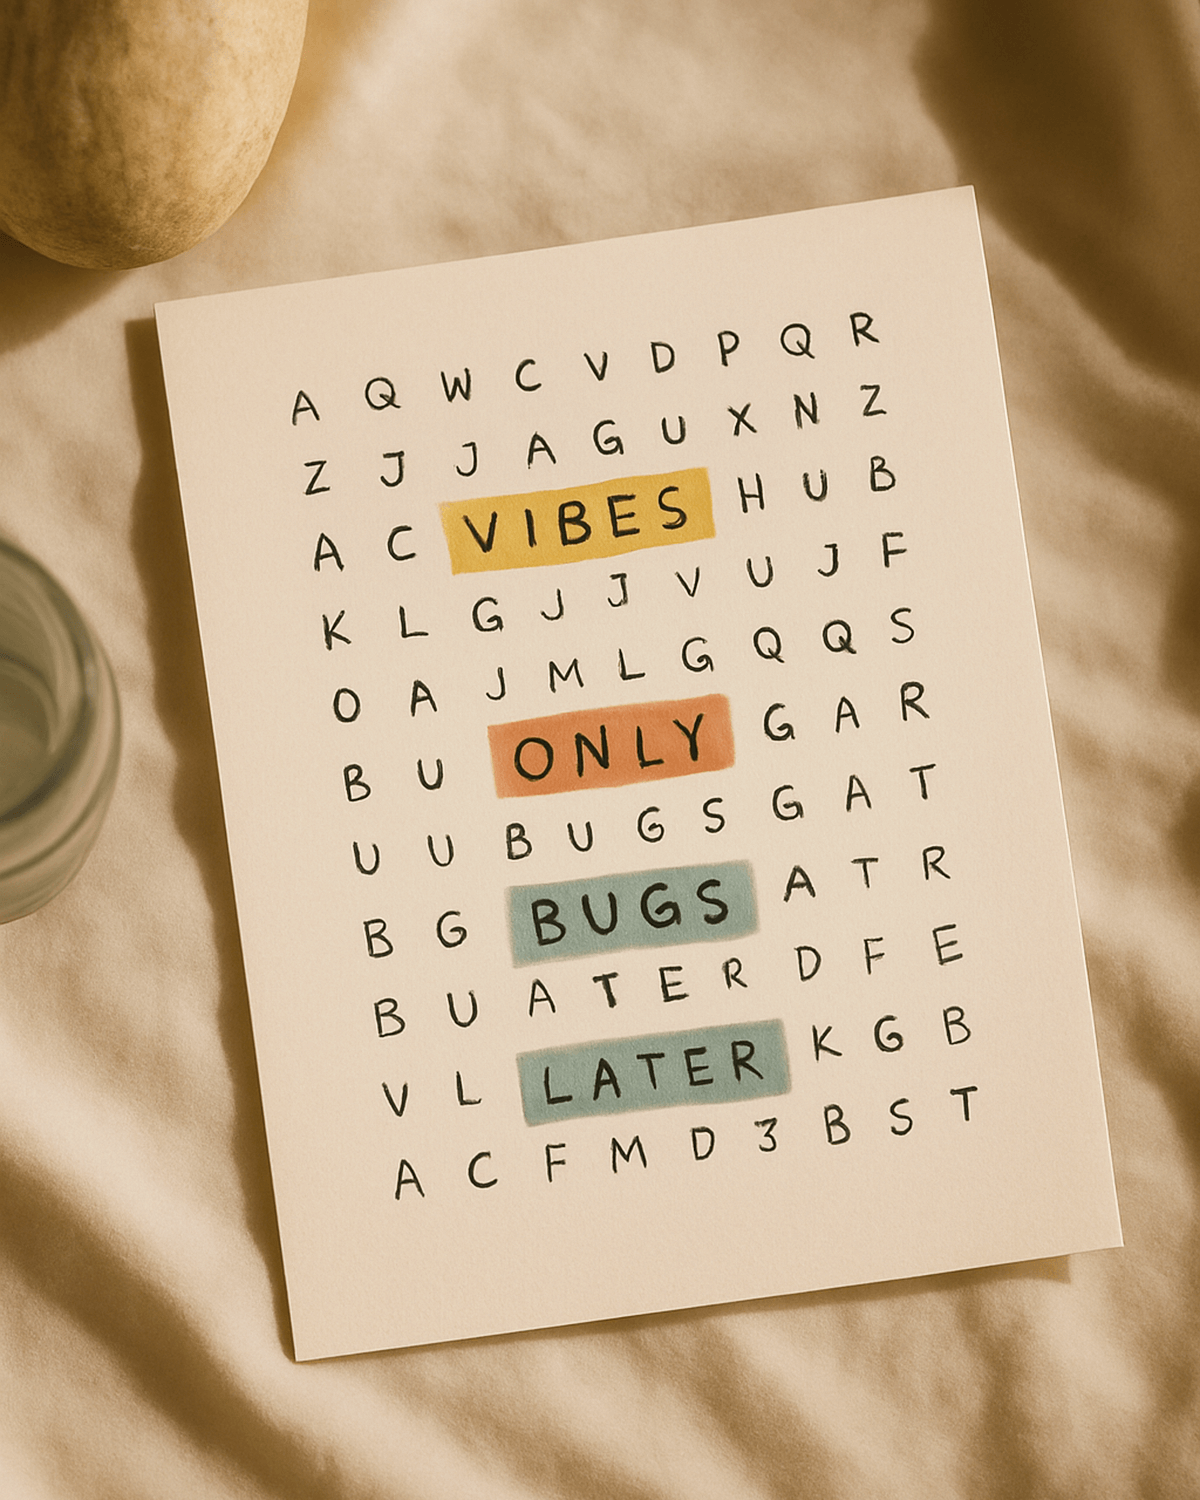 A Q W C V D P Q R
Z J J A G U X N Z
A C VIBES H U B
K L G J J V U J F
O A J M L G Q Q S
B U ONLY G A R
U U B U G S G A T
B G BUGS A T R
B U A T E R D F E
V L LATER K G B
A C F M D 3 B S T